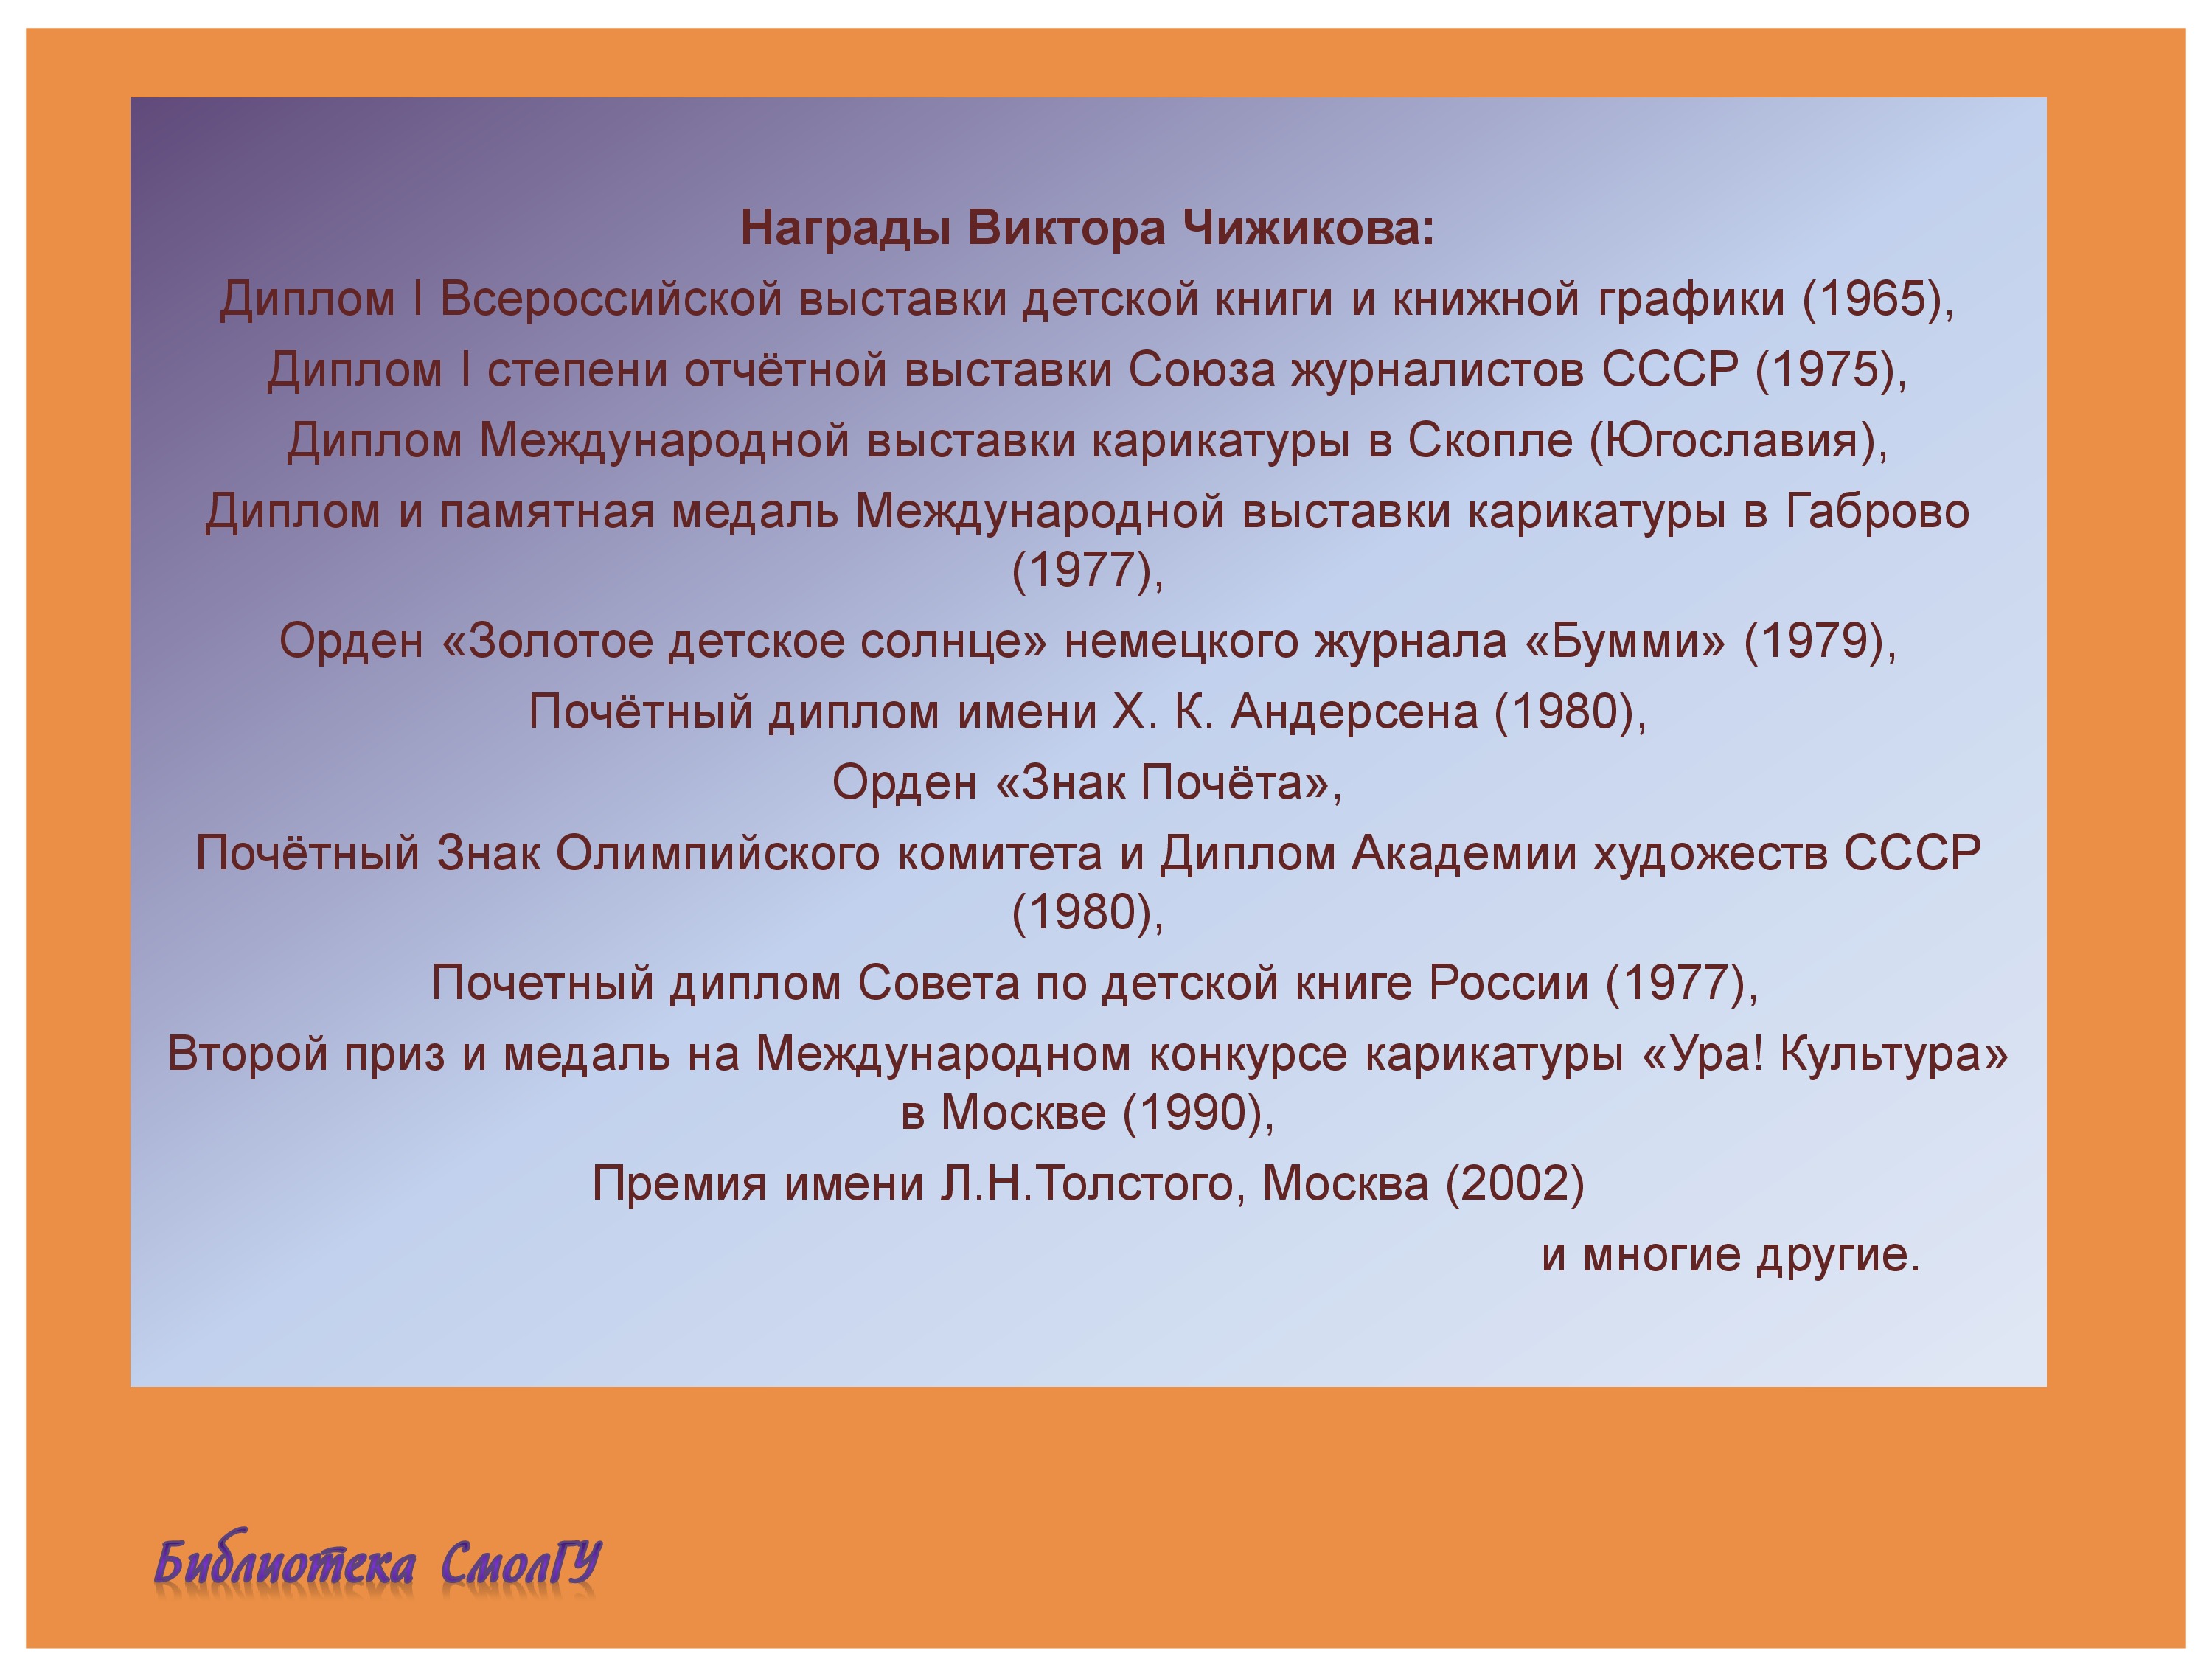 Награды Виктора Чижикова:
Диплом I Всероссийской выставки детской книги и книжной графики (1965),
Диплом I степени отчётной выставки Союза журналистов СССР (1975),
Диплом Международной выставки карикатуры в Скопле (Югославия),
Диплом и памятная медаль Международной выставки карикатуры в Габрово
(1977),
Орден «Золотое детское солнце» немецкого журнала «Бумми» (1979),
Почётный диплом имени Х. К. Андерсена (1980),
Орден «Знак Почёта»,
Почётный Знак Олимпийского комитета и Диплом Академии художеств СССР
(1980),
Почетный диплом Совета по детской книге России (1977),
Второй приз и медаль на Международном конкурсе карикатуры «Ура! Культура»
в Москве (1990),
Премия имени Л.Н.Толстого, Москва (2002)
и многие другие.
Библиотека СмолГУ